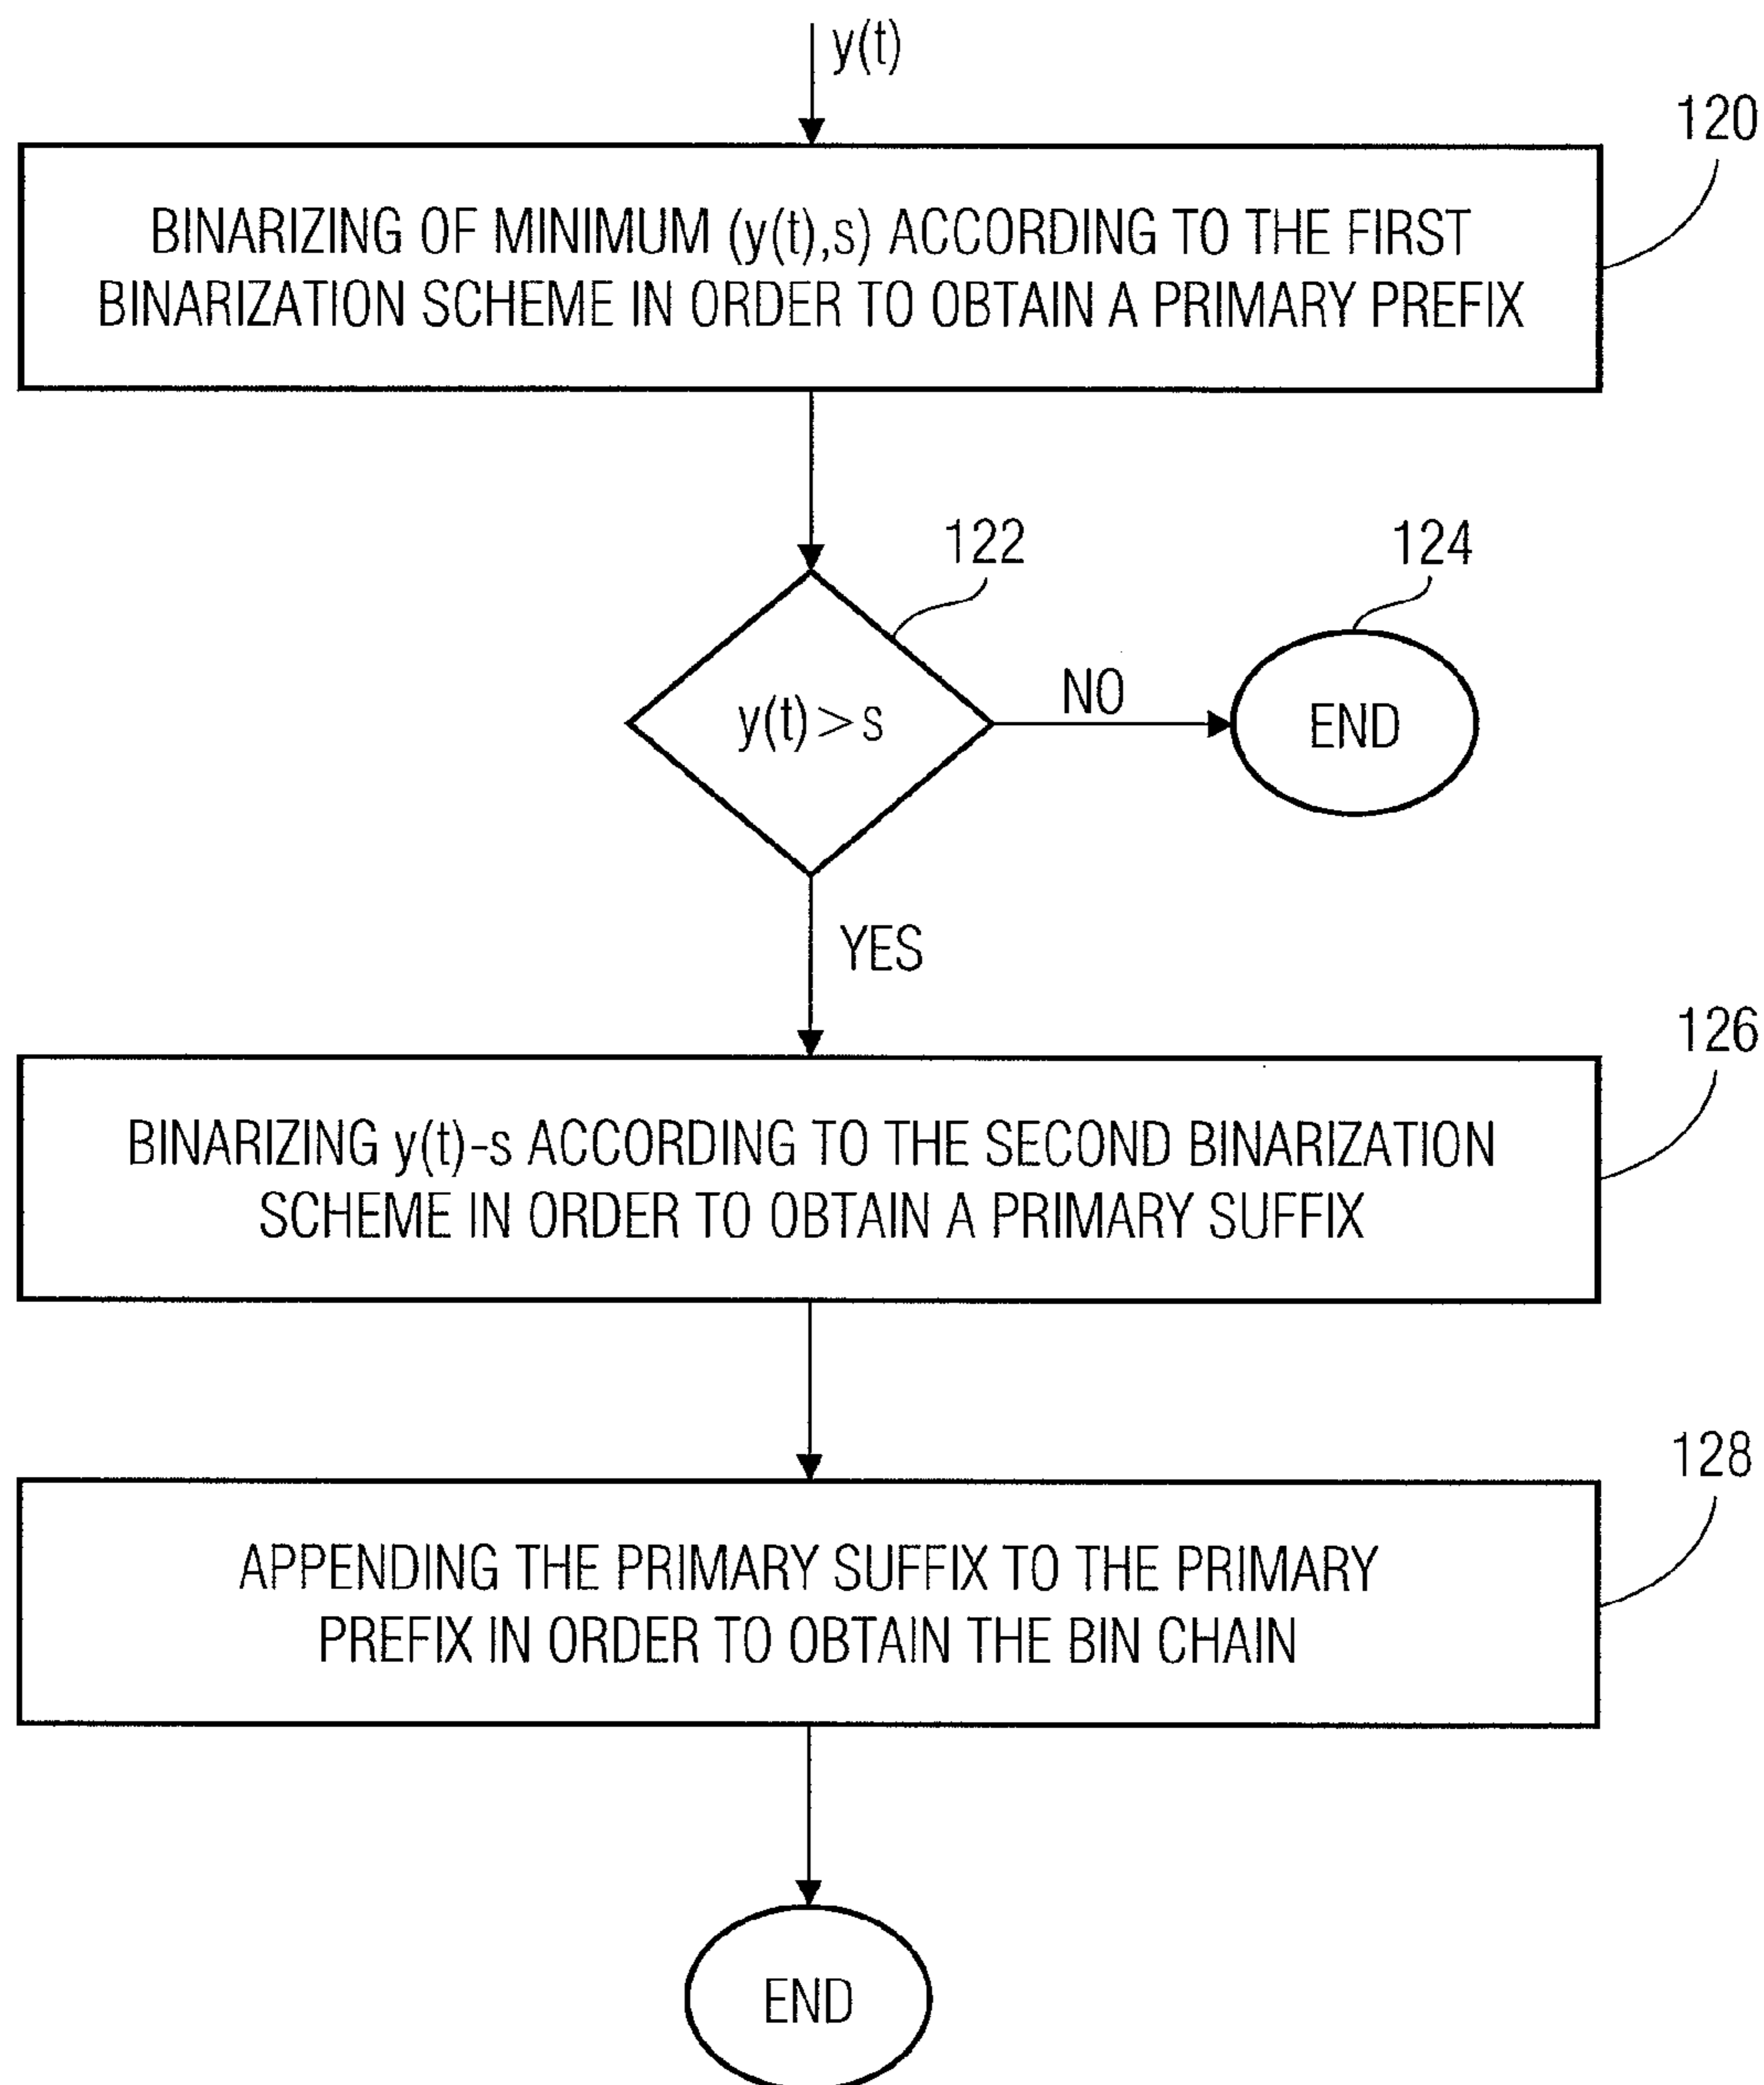 y(t)
120
BINARIZING OF MINIMUM (y(t),s) ACCORDING TO THE FIRST
BINARIZATION SCHEME IN ORDER TO OBTAIN A PRIMARY PREFIX
122
124
y(t)>s
NO
END
YES
126
BINARIZING y(t)-s ACCORDING TO THE SECOND BINARIZATION
SCHEME IN ORDER TO OBTAIN A PRIMARY SUFFIX
128
APPENDING THE PRIMARY SUFFIX TO THE PRIMARY
PREFIX IN ORDER TO OBTAIN THE BIN CHAIN
END